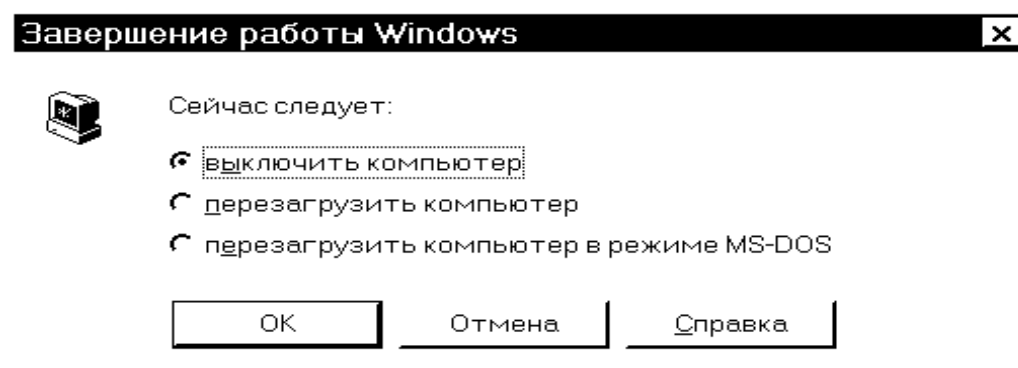 Завершение работы Windows
Сейчас следует:
выключить компьютер
перезагрузить компьютер
перезагрузить компьютер в режиме MS-DOS
OK Отмена Справка